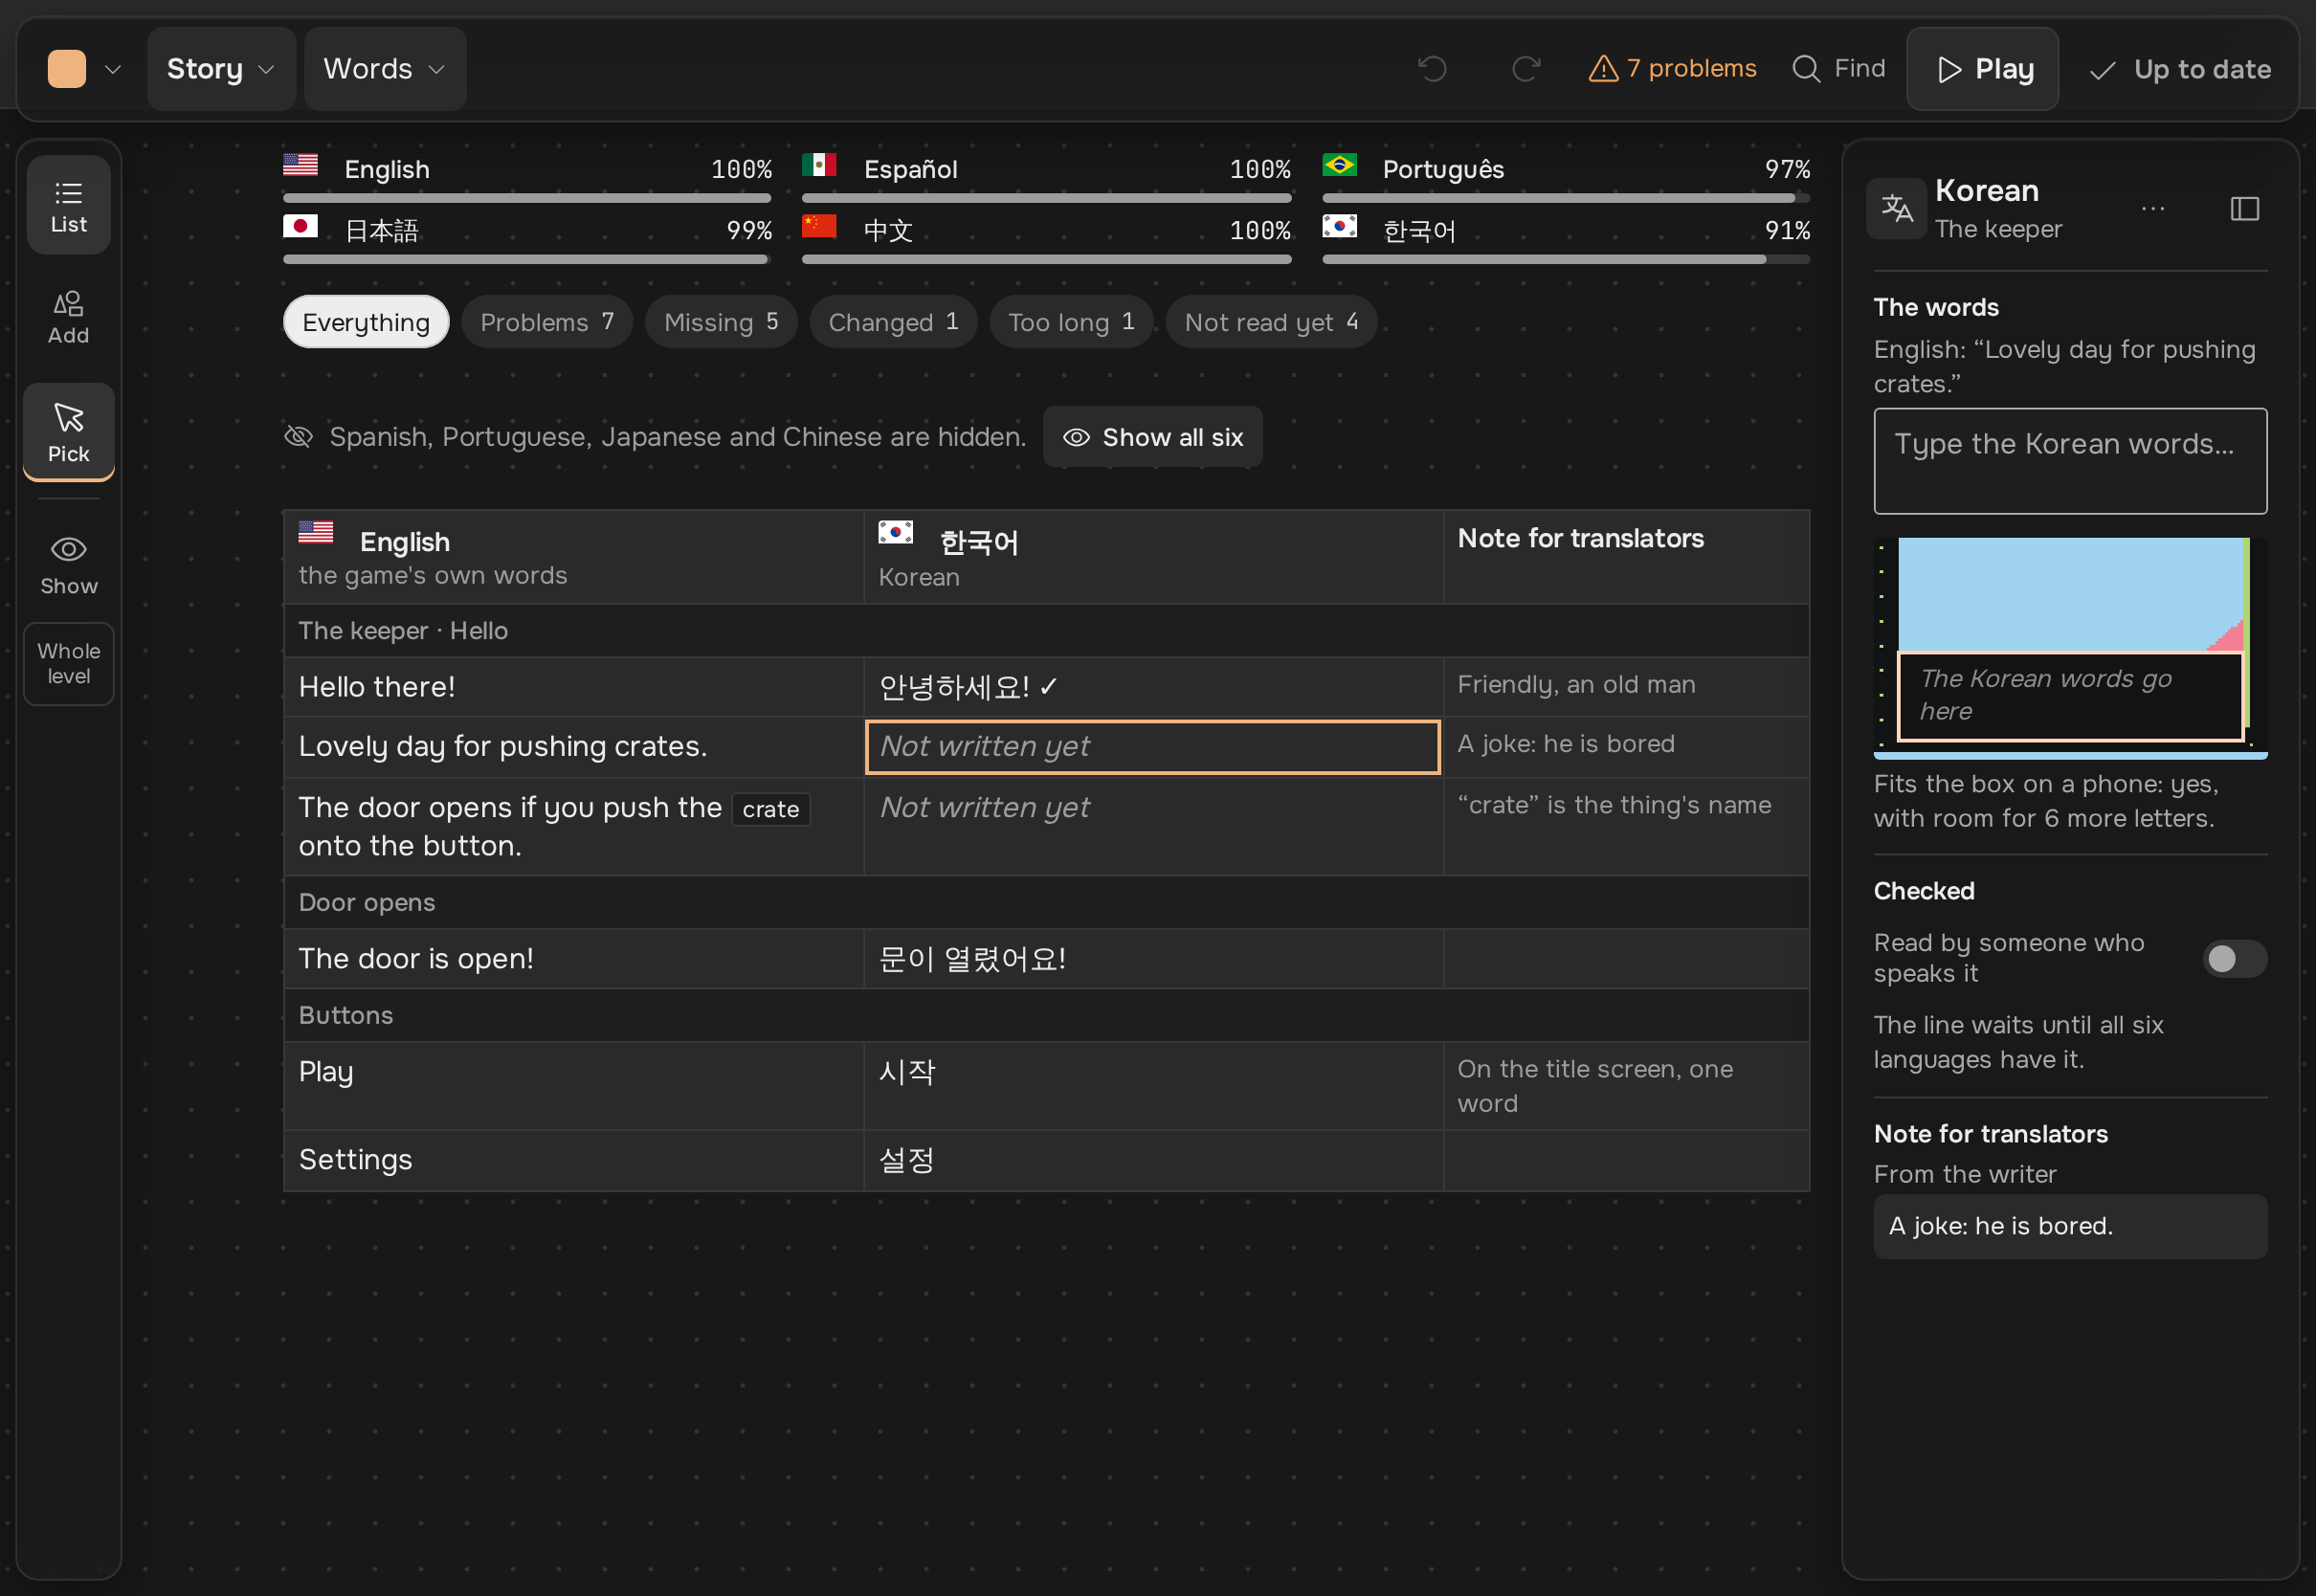 Story
Words
7 problems
Find
Play
Up to date
List
Add
Pick
Show
Whole
level
English 100%
Español 100%
Português 97%
日本語 99%
中文 100%
한국어 91%
Everything
Problems 7
Missing 5
Changed 1
Too long 1
Not read yet 4
Spanish, Portuguese, Japanese and Chinese are hidden.
Show all six
English
the game's own words
한국어
Korean
Note for translators
The keeper · Hello
Hello there!
안녕하세요! ✓
Friendly, an old man
Lovely day for pushing crates.
Not written yet
A joke: he is bored
The door opens if you push the crate
onto the button.
Not written yet
“crate” is the thing's name
Door opens
The door is open!
문이 열렸어요!
Buttons
Play
시작
On the title screen, one
word
Settings
설정
Korean
The keeper
The words
English: “Lovely day for pushing
crates.”
Type the Korean words...
The Korean words go
here
Fits the box on a phone: yes,
with room for 6 more letters.
Checked
Read by someone who
speaks it
The line waits until all six
languages have it.
Note for translators
From the writer
A joke: he is bored.